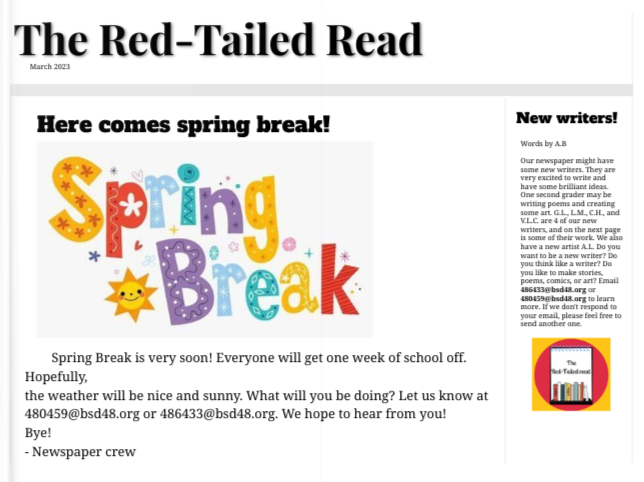 The Red-Tailed Read
March 2023
Here comes spring break!
Spring
Break
Spring Break is very soon! Everyone will get one week of school off.
Hopefully,
the weather will be nice and sunny. What will you be doing? Let us know at
480459@bsd48.org or 486433@bsd48.org. We hope to hear from you!
Bye!
- Newspaper crew
New writers!
Words by A.B
Our newspaper might have
some new writers. They are
very excited to write and
have some brilliant ideas.
One second grader may be
writing poems and creating
some art. G.L., L.M., C.H., and
V.L.C. are 4 of our new
writers, and on the next page
is some of their work. We also
have a new artist A.L. Do you
want to be a new writer? Do
you think like a writer? Do
you like to make stories,
poems, comics, or art? Email
486433@bsd48.org or
480459@bsd48.org to learn
more. If we don't respond to
your email, please feel free to
send another one.
The
Red-Tailed read